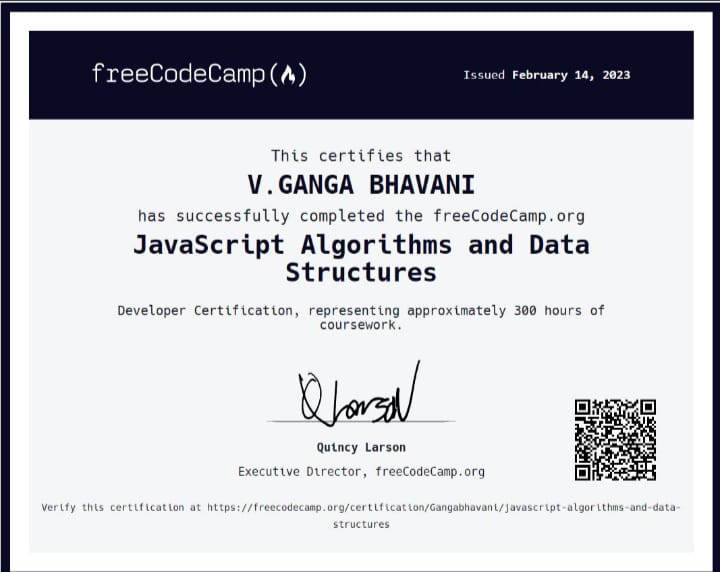 freeCodeCamp(🔥)
Issued February 14, 2023
This certifies that
V.GANGA BHAVANI
has successfully completed the freeCodeCamp.org
JavaScript Algorithms and Data
Structures
Developer Certification, representing approximately 300 hours of
coursework.
Q Larson
Quincy Larson
Executive Director, freeCodeCamp.org
Verify this certification at https://freecodecamp.org/certification/Gangabhavani/javascript-algorithms-and-data-
structures